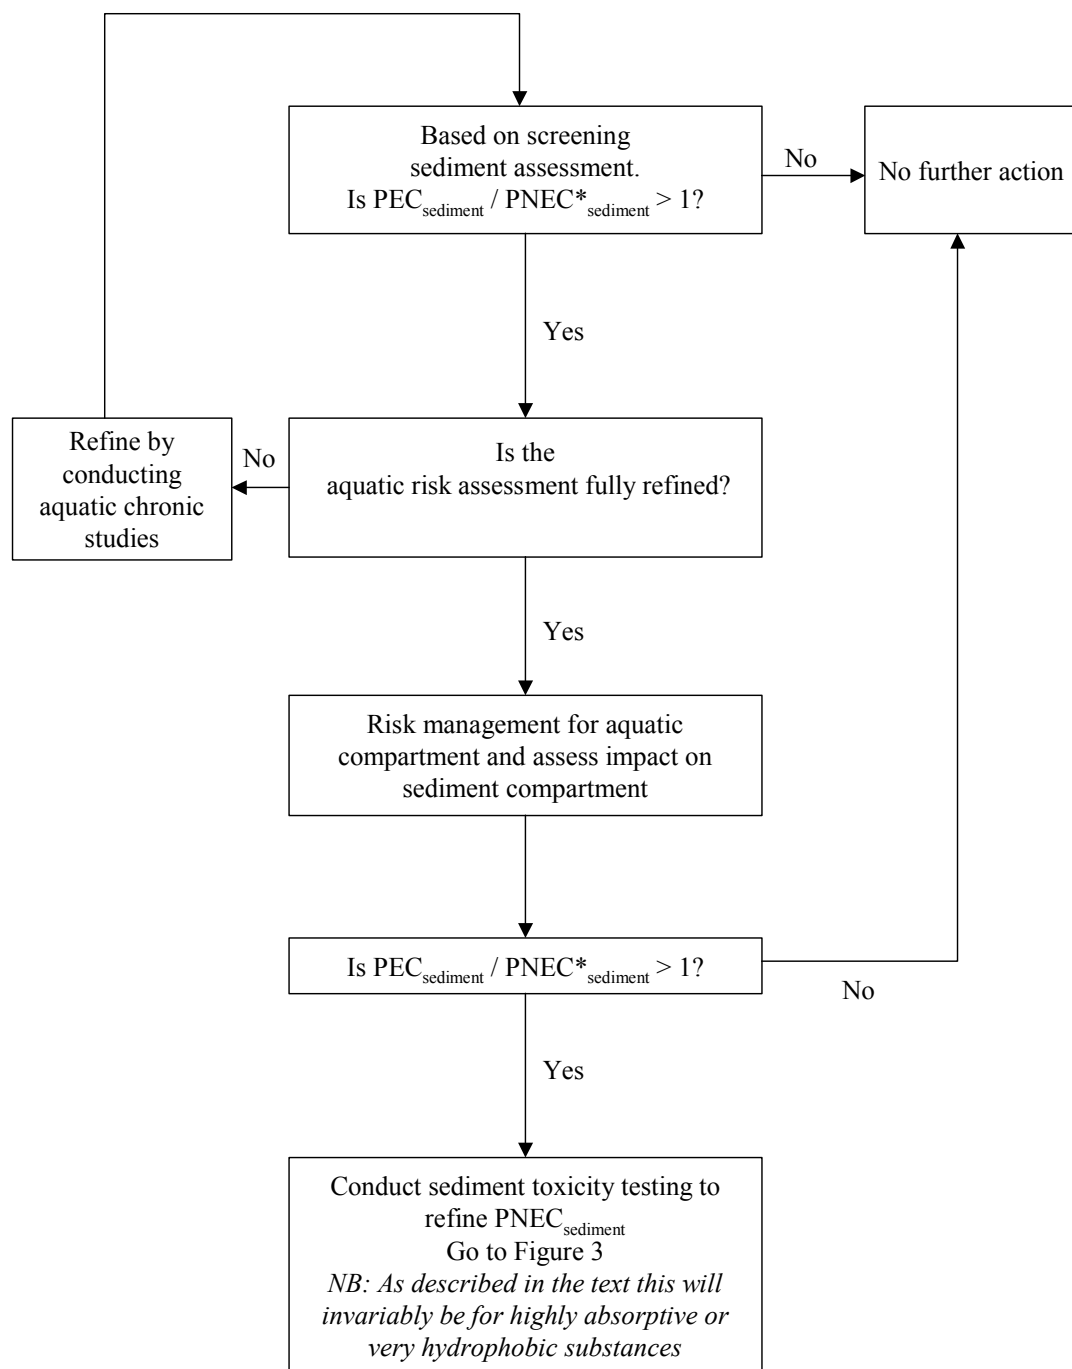 Based on screening
sediment assessment.
Is PECsediment / PNEC*sediment > 1?
No
No further action
Yes
Refine by
conducting
aquatic chronic
studies
No
Is the
aquatic risk assessment fully refined?
Yes
Risk management for aquatic
compartment and assess impact on
sediment compartment
Is PECsediment / PNEC*sediment > 1?
No
Yes
Conduct sediment toxicity testing to
refine PNECsediment
Go to Figure 3
NB: As described in the text this will
invariably be for highly absorptive or
very hydrophobic substances